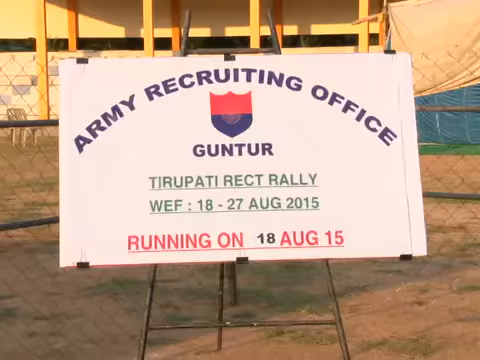 ARMY RECRUITING OFFICE
GUNTUR
TIRUPATI RECT RALLY
WEF : 18 - 27 AUG 2015
RUNNING ON 18 AUG 15